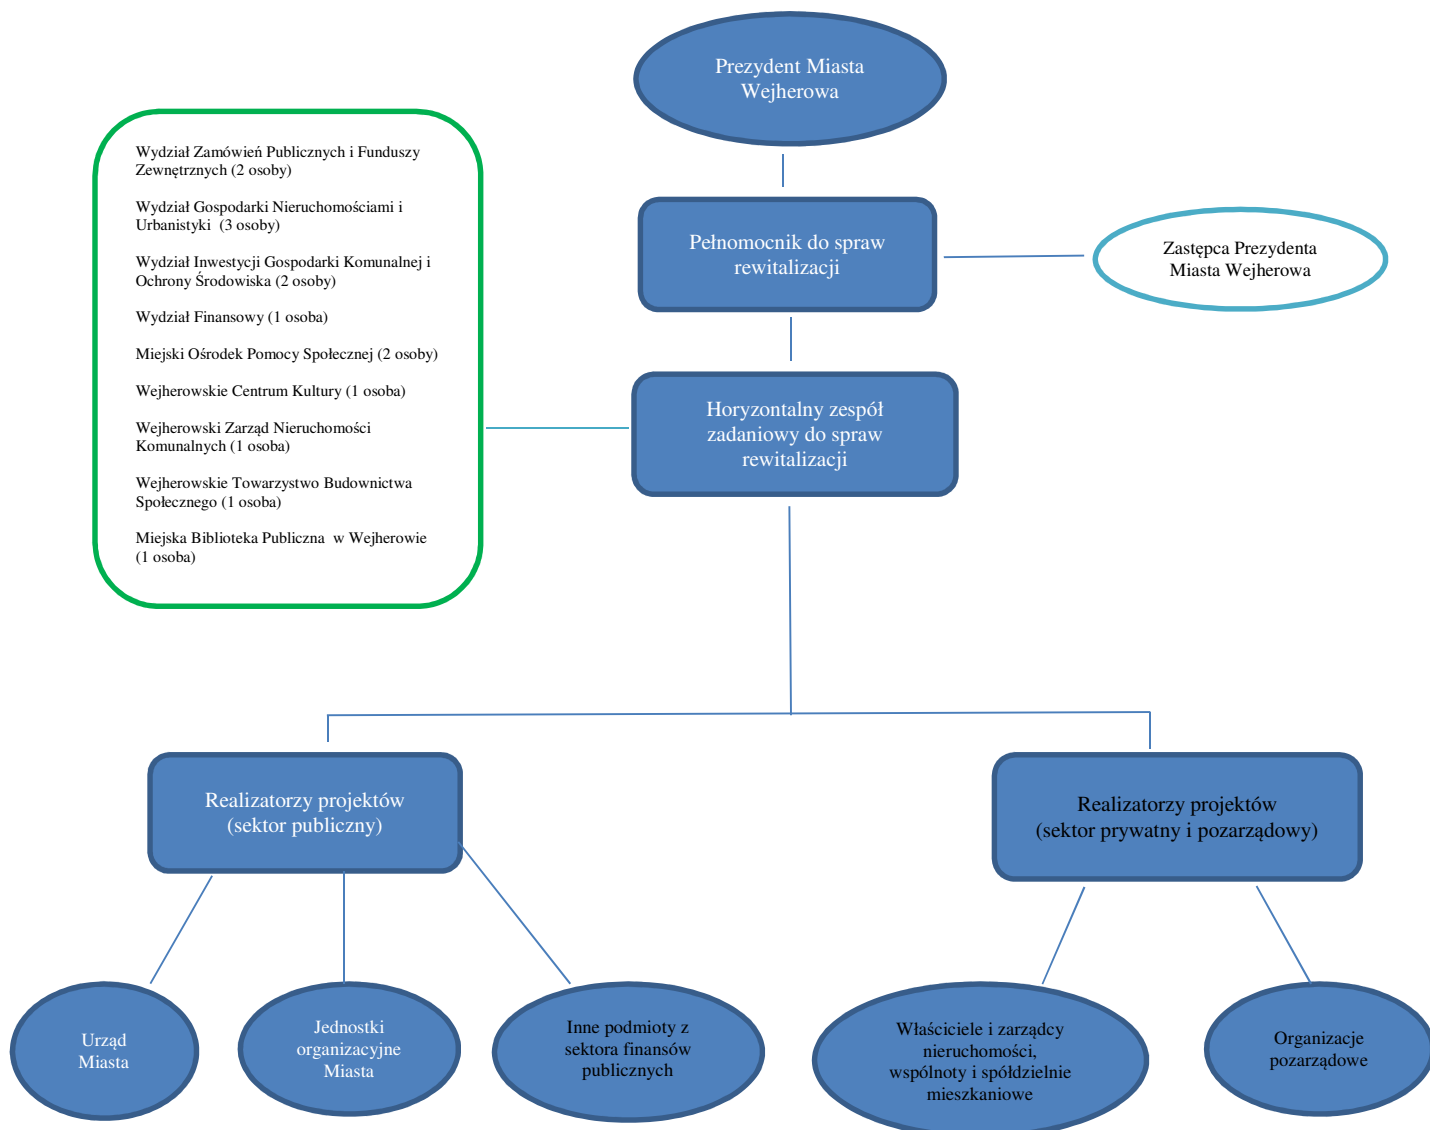 Prezydent Miasta
Wejherowa
Wydział Zamówień Publicznych i Funduszy
Zewnętrznych (2 osoby)
Wydział Gospodarki Nieruchomościami i
Urbanistyki (3 osoby)
Wydział Inwestycji Gospodarki Komunalnej i
Ochrony Środowiska (2 osoby)
Wydział Finansowy (1 osoba)
Miejski Ośrodek Pomocy Społecznej (2 osoby)
Wejherowskie Centrum Kultury (1 osoba)
Wejherowski Zarząd Nieruchomości
Komunalnych (1 osoba)
Wejherowskie Towarzystwo Budownictwa
Społecznego (1 osoba)
Miejska Biblioteka Publiczna w Wejherowie
(1 osoba)
Pełnomocnik do spraw
rewitalizacji
Zastępca Prezydenta
Miasta Wejherowa
Horyzontalny zespół
zadaniowy do spraw
rewitalizacji
Realizatorzy projektów
(sektor publiczny)
Realizatorzy projektów
(sektor prywatny i pozarządowy)
Urząd
Miasta
Jednostki
organizacyjne
Miasta
Inne podmioty z
sektora finansów
publicznych
Właściciele i zarządcy
nieruchomości,
wspólnoty i spółdzielnie
mieszkaniowe
Organizacje
pozarządowe